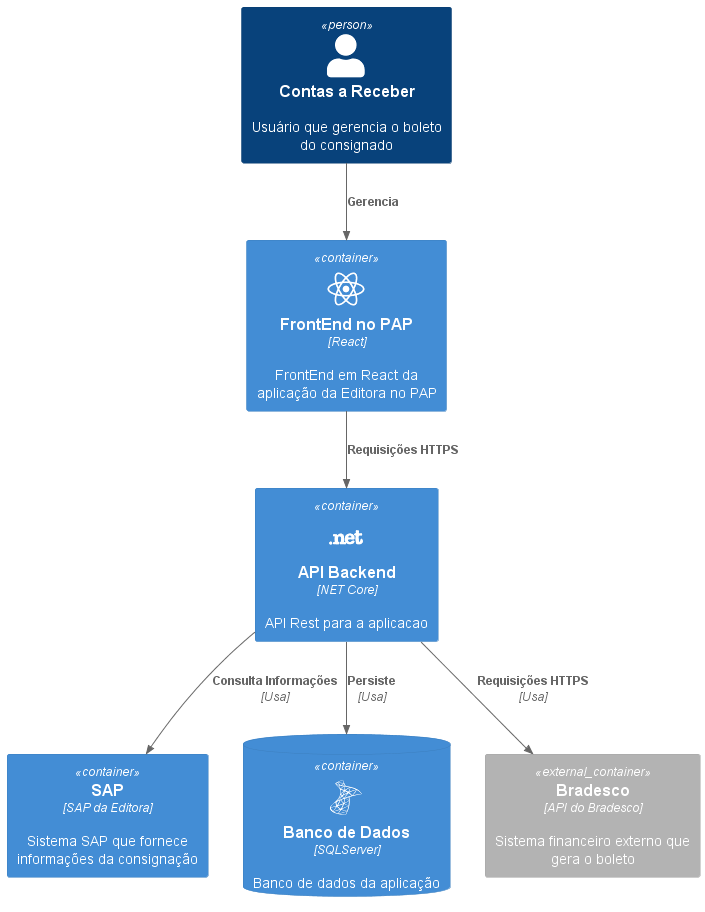 «person»
Contas a Receber
Usuário que gerencia o boleto
do consignado
Gerencia
«container»
FrontEnd no PAP
[React]
FrontEnd em React da
aplicação da Editora no PAP
Requisições HTTPS
«container»
.net
API Backend
[NET Core]
API Rest para a aplicacao
Consulta Informações
[Usa]
Persiste
[Usa]
Requisições HTTPS
[Usa]
«container»
SAP
[SAP da Editora]
Sistema SAP que fornece
informações da consignação
«container»
Banco de Dados
[SQLServer]
Banco de dados da aplicação
«external_container»
Bradesco
[API do Bradesco]
Sistema financeiro externo que
gera o boleto